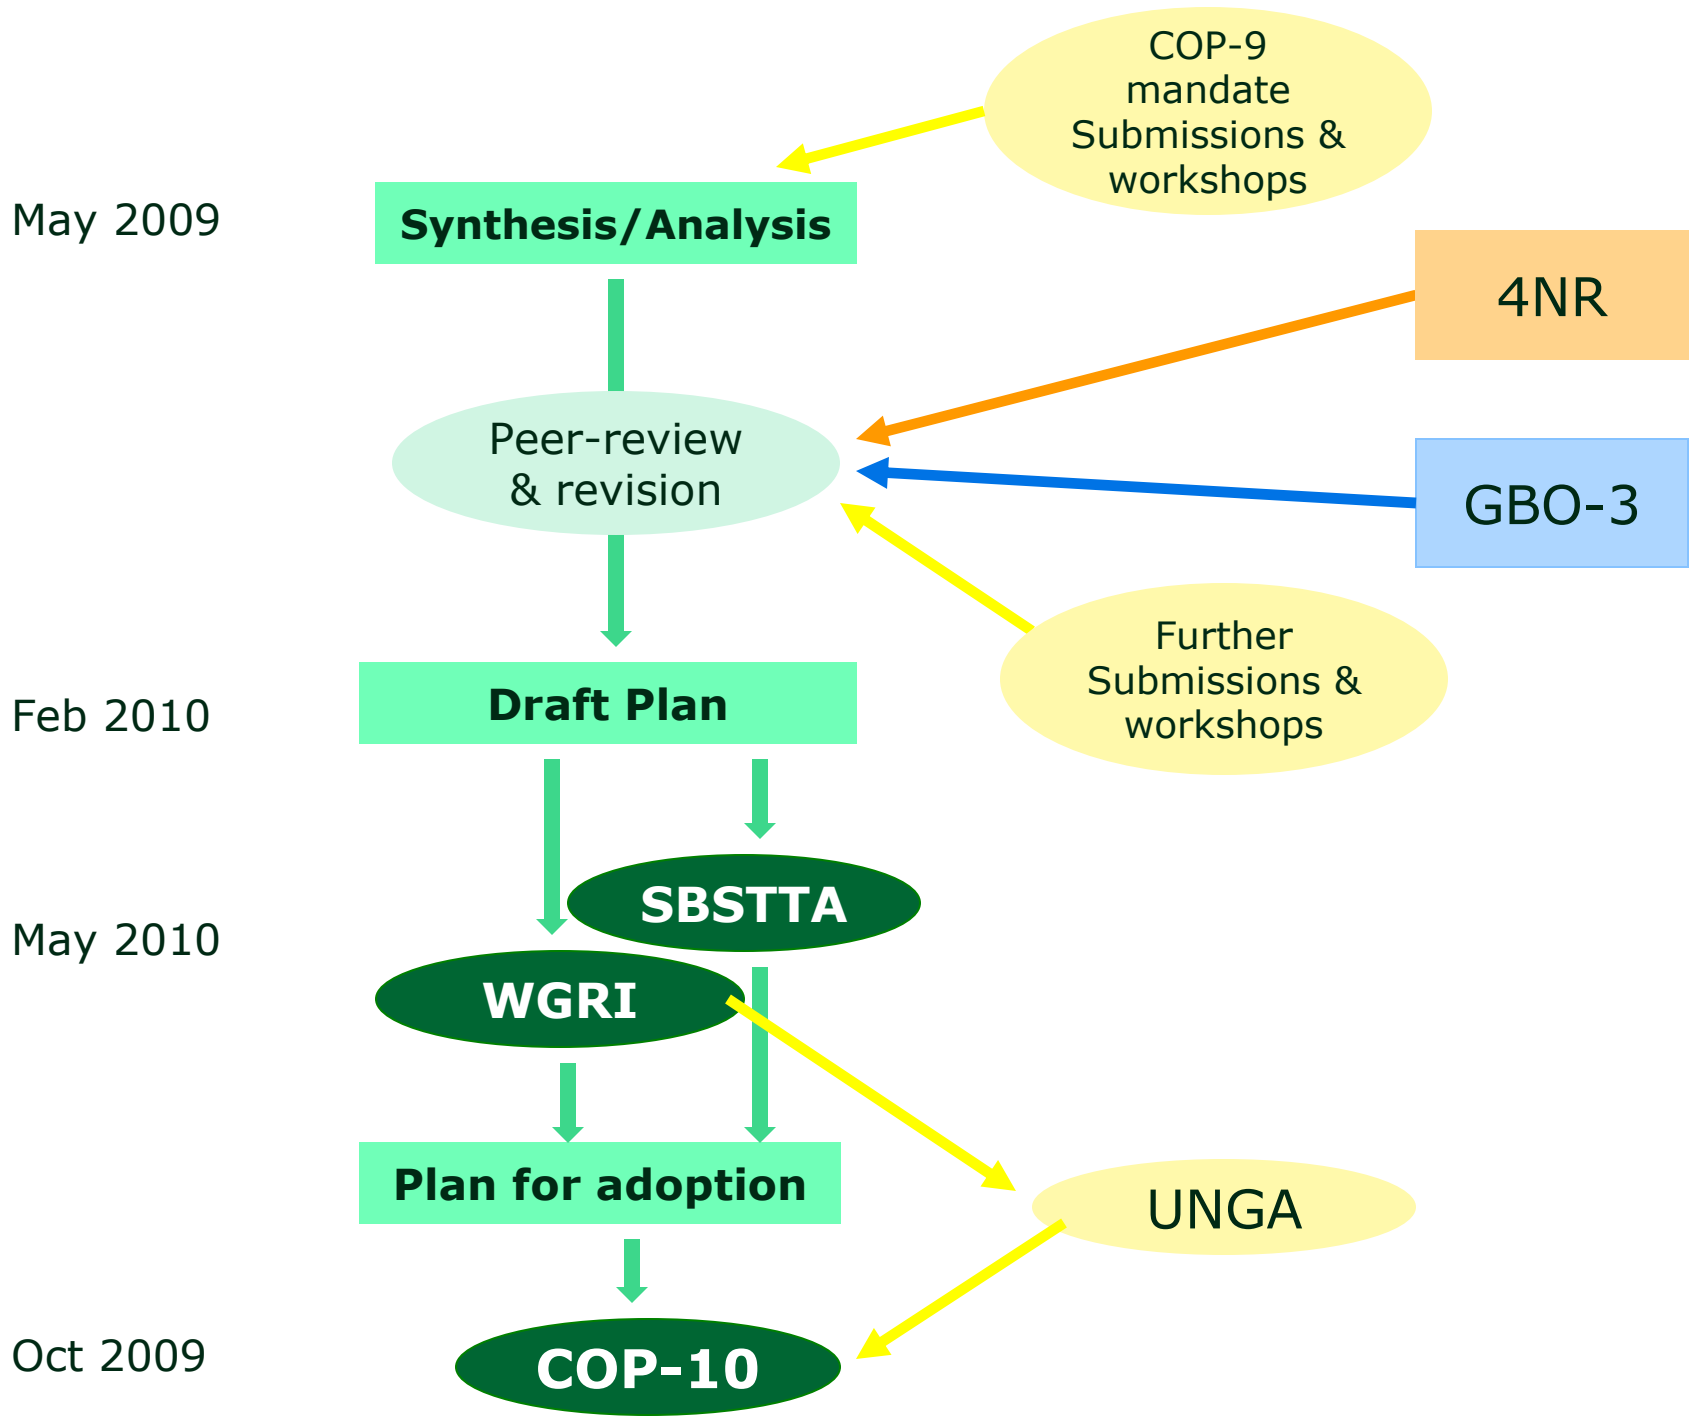 COP-9
mandate
Submissions &
workshops
May 2009
Synthesis/Analysis
4NR
Peer-review
& revision
GBO-3
Further
Submissions &
workshops
Feb 2010
Draft Plan
SBSTTA
May 2010
WGRI
Plan for adoption
UNGA
Oct 2009
COP-10